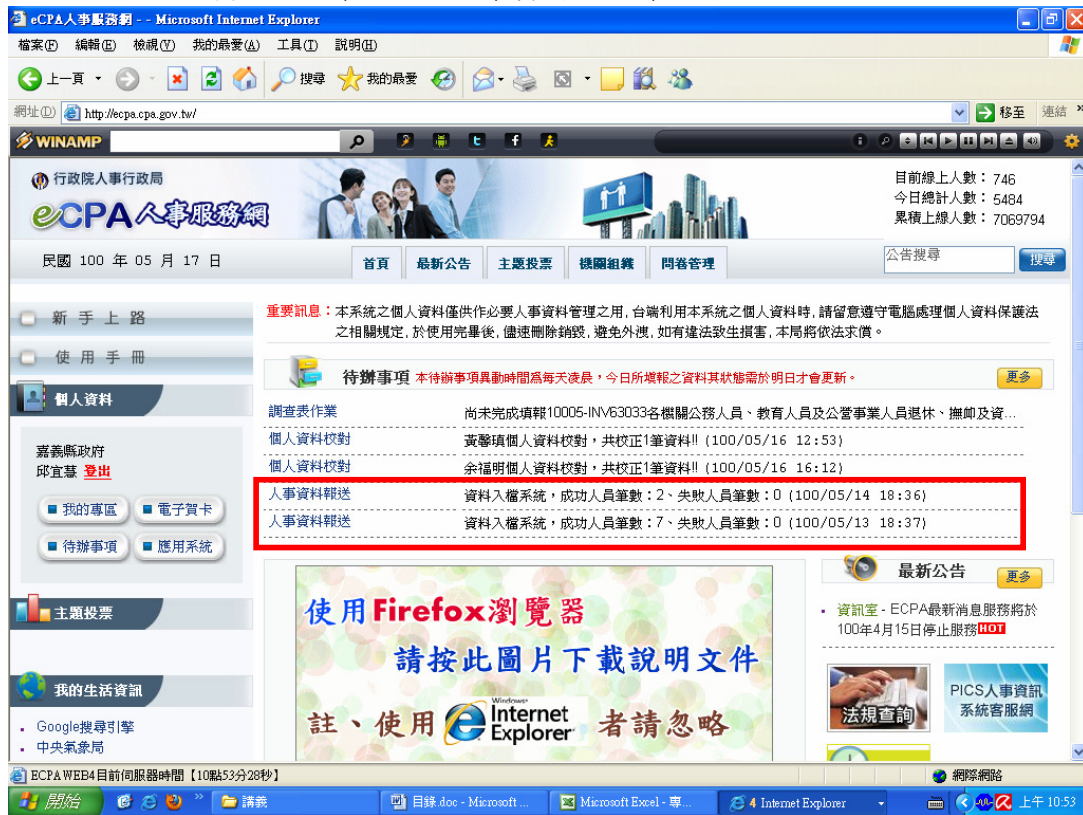 eCPA人事服務網 - - Microsoft Internet Explorer
檔案(F) 編輯(E) 檢視(V) 我的最愛(A) 工具(T) 說明(H)
上一頁 搜尋 我的最愛
網址(D) http://ecpa.cpa.gov.tw/ 移至 連結 »
WINAMP
行政院人事行政局
eCPA人事服務網
目前線上人數： 746
今日總計人數： 5484
累積上線人數： 7069794
民國 100 年 05 月 17 日
首頁 最新公告 主題投票 機關組織 問卷管理
公告搜尋 搜尋
新 手 上 路
使 用 手 冊
個人資料
嘉義縣政府
邱宜慧 登出
我的專區 電子賀卡
待辦事項 應用系統
主題投票
我的生活資訊
Google搜尋引擎
中央氣象局
重要訊息：本系統之個人資料僅供作必要人事資料管理之用, 台端利用本系統之個人資料時, 請留意遵守電腦處理個人資料保護法
之相關規定, 於使用完畢後, 儘速刪除銷毀, 避免外洩, 如有違法致生損害, 本局將依法求償。
待辦事項 本待辦事項異動時間為每天凌晨，今日所填報之資料其狀態需於明日才會更新。 更多
調查表作業 尚未完成填報10005-INV63033各機關公務人員、教育人員及公營事業人員退休、撫卹及資...
個人資料校對 黃馨瑱個人資料校對，共校正1筆資料!! (100/05/16 12:53)
個人資料校對 余福明個人資料校對，共校正1筆資料!! (100/05/16 16:12)
人事資料報送 資料入檔系統，成功人員筆數：2、失敗人員筆數：0 (100/05/14 18:36)
人事資料報送 資料入檔系統，成功人員筆數：7、失敗人員筆數：0 (100/05/13 18:37)
使用Firefox瀏覽器
請按此圖片下載說明文件
註、使用 Windows Internet Explorer 者請忽略
最新公告 更多
資訊室 - ECPA最新消息服務將於
100年4月15日停止服務HOT
法規查詢
PICS人事資訊
系統客服網
ECPA WEB4目前伺服器時間【10點53分28秒】 網際網路
開始 » 講義 目錄.doc - Microsoft ... Microsoft Excel - 專... 4 Internet Explorer 上午 10:53